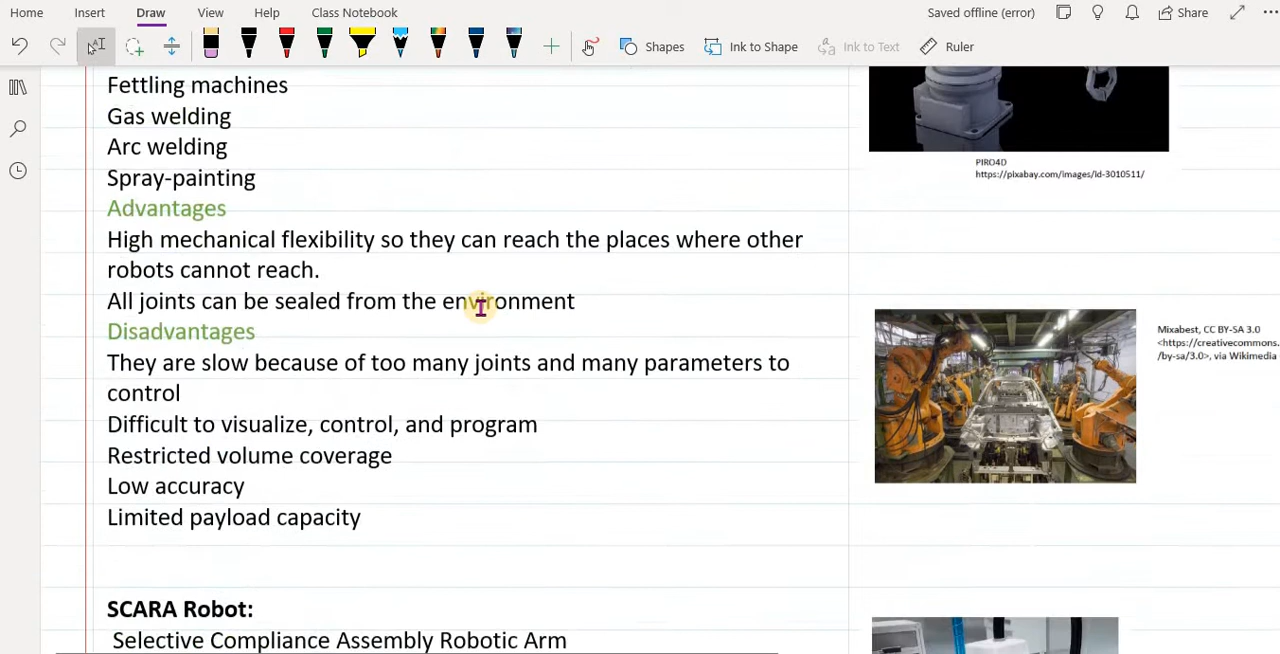 Home Insert Draw View Help Class Notebook Saved offline (error) Share
Shapes Ink to Shape Ink to Text Ruler
Fettling machines
Gas welding
Arc welding
Spray-painting
Advantages
High mechanical flexibility so they can reach the places where other
robots cannot reach.
All joints can be sealed from the environment
Disadvantages
They are slow because of too many joints and many parameters to
control
Difficult to visualize, control, and program
Restricted volume coverage
Low accuracy
Limited payload capacity
SCARA Robot:
Selective Compliance Assembly Robotic Arm
PIRO4D
https://pixabay.com/images/id-3010511/
Mixabest, CC BY-SA 3.0
<https://creativecommons.
/by-sa/3.0>, via Wikimedia